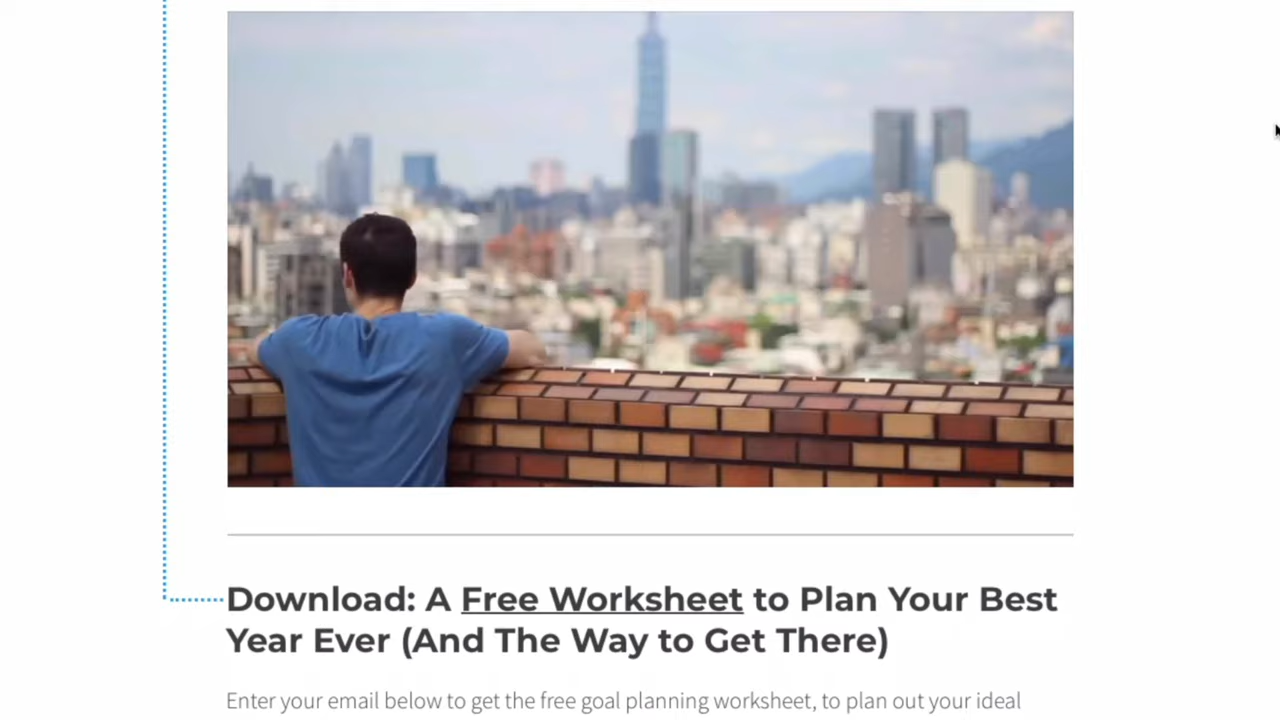 Download: A Free Worksheet to Plan Your Best
Year Ever (And The Way to Get There)
Enter your email below to get the free goal planning worksheet, to plan out your ideal